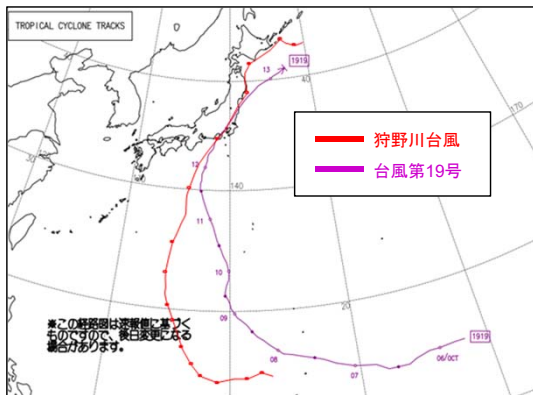 TROPICAL CYCLONE TRACKS
1919
13
40
170
狩野川台風
台風第19号
30
12
140
11
10
20
09
※この経路図は速報値に基づく
ものですので、後日変更になる
場合があります。
08
07
06/OCT
1919